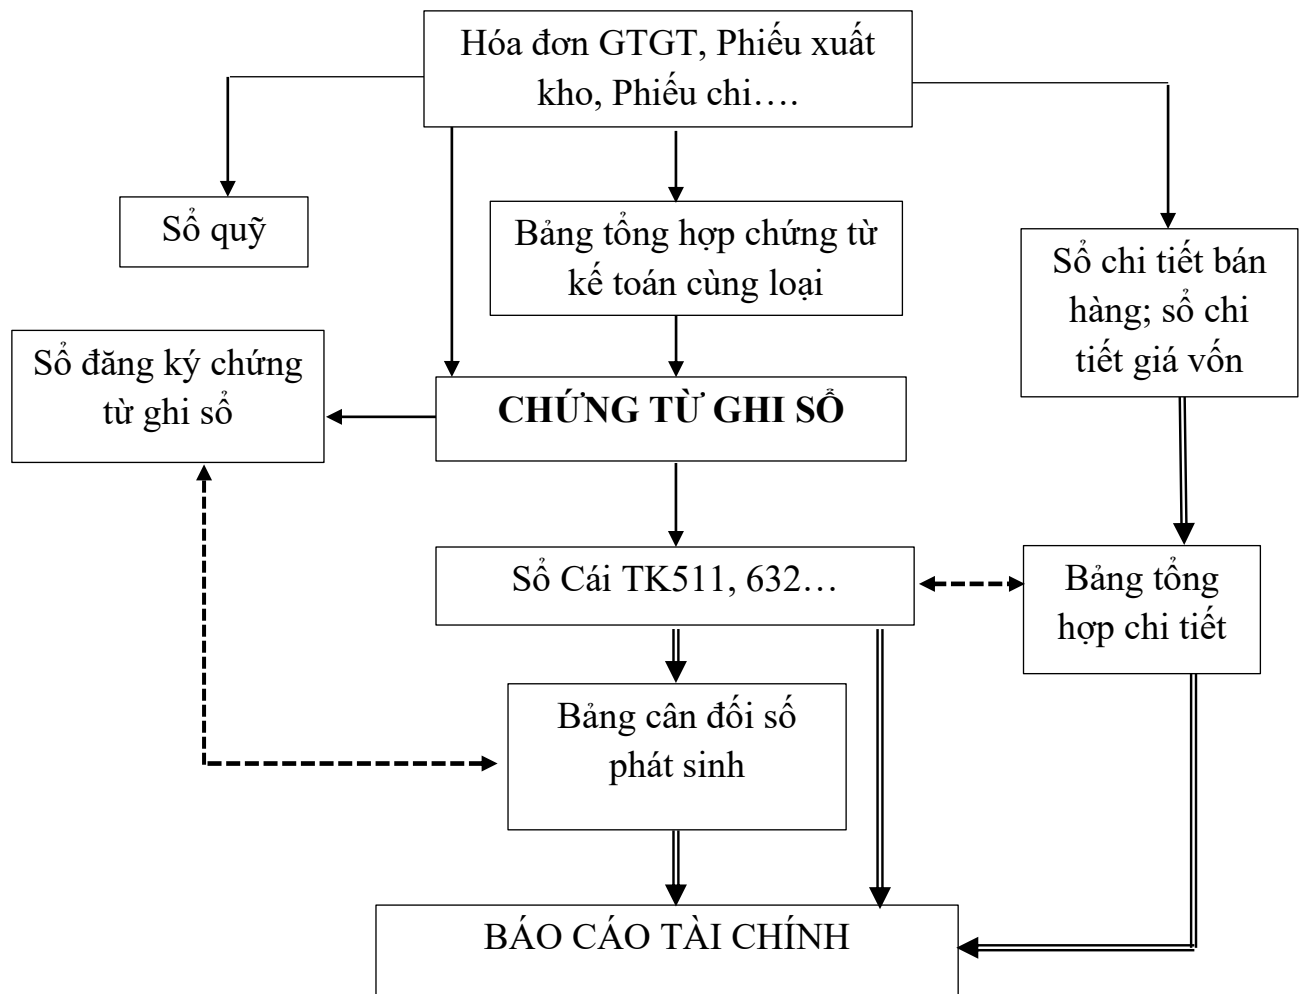 Hóa đơn GTGT, Phiếu xuất
kho, Phiếu chi….
Sổ quỹ
Bảng tổng hợp chứng từ
kế toán cùng loại
Sổ chi tiết bán
hàng; sổ chi
tiết giá vốn
Sổ đăng ký chứng
từ ghi sổ
CHỨNG TỪ GHI SỔ
Sổ Cái TK511, 632…
Bảng tổng
hợp chi tiết
Bảng cân đối số
phát sinh
BÁO CÁO TÀI CHÍNH